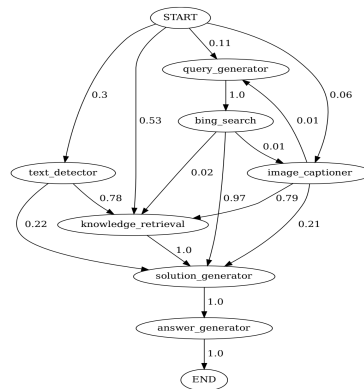 START
0.11
query_generator
0.3
0.06
1.0
0.53
bing_search
0.01
0.01
text_detector
image_captioner
0.02
0.78
0.97
0.79
0.22
knowledge_retrieval
0.21
1.0
solution_generator
1.0
answer_generator
1.0
END